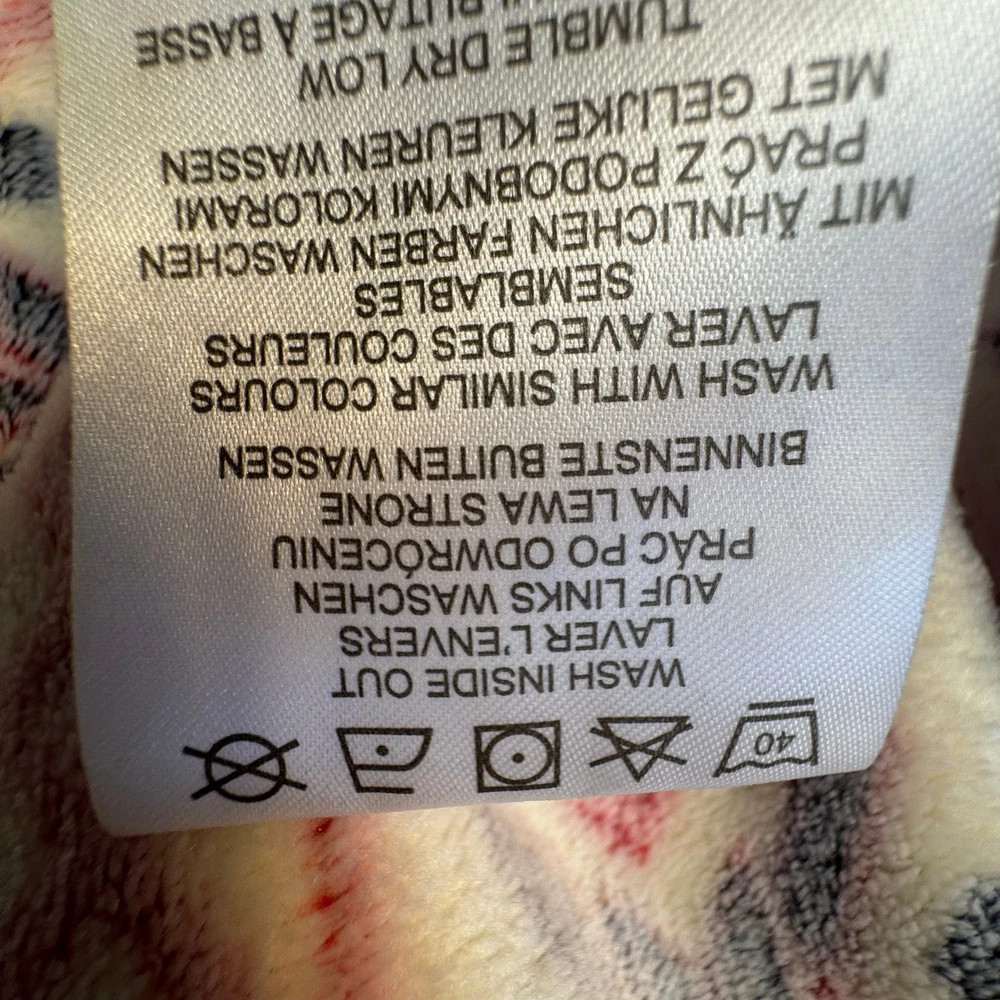 40
WASH INSIDE OUT
LAVER L'ENVERS
AUF LINKS WASCHEN
PRAĆ PO ODWRÓCENIU
NA LEWA STRONE
BINNENSTE BUITEN WASSEN
WASH WITH SIMILAR COLOURS
LAVER AVEC DES COULEURS
SEMBLABLES
MIT ÄHNLICHEN FARBEN WASCHEN
PRAĆ Z PODOBNYMI KOLORAMI
MET GELIJKE KLEUREN WASSEN
TUMBLE DRY LOW
À BASSE